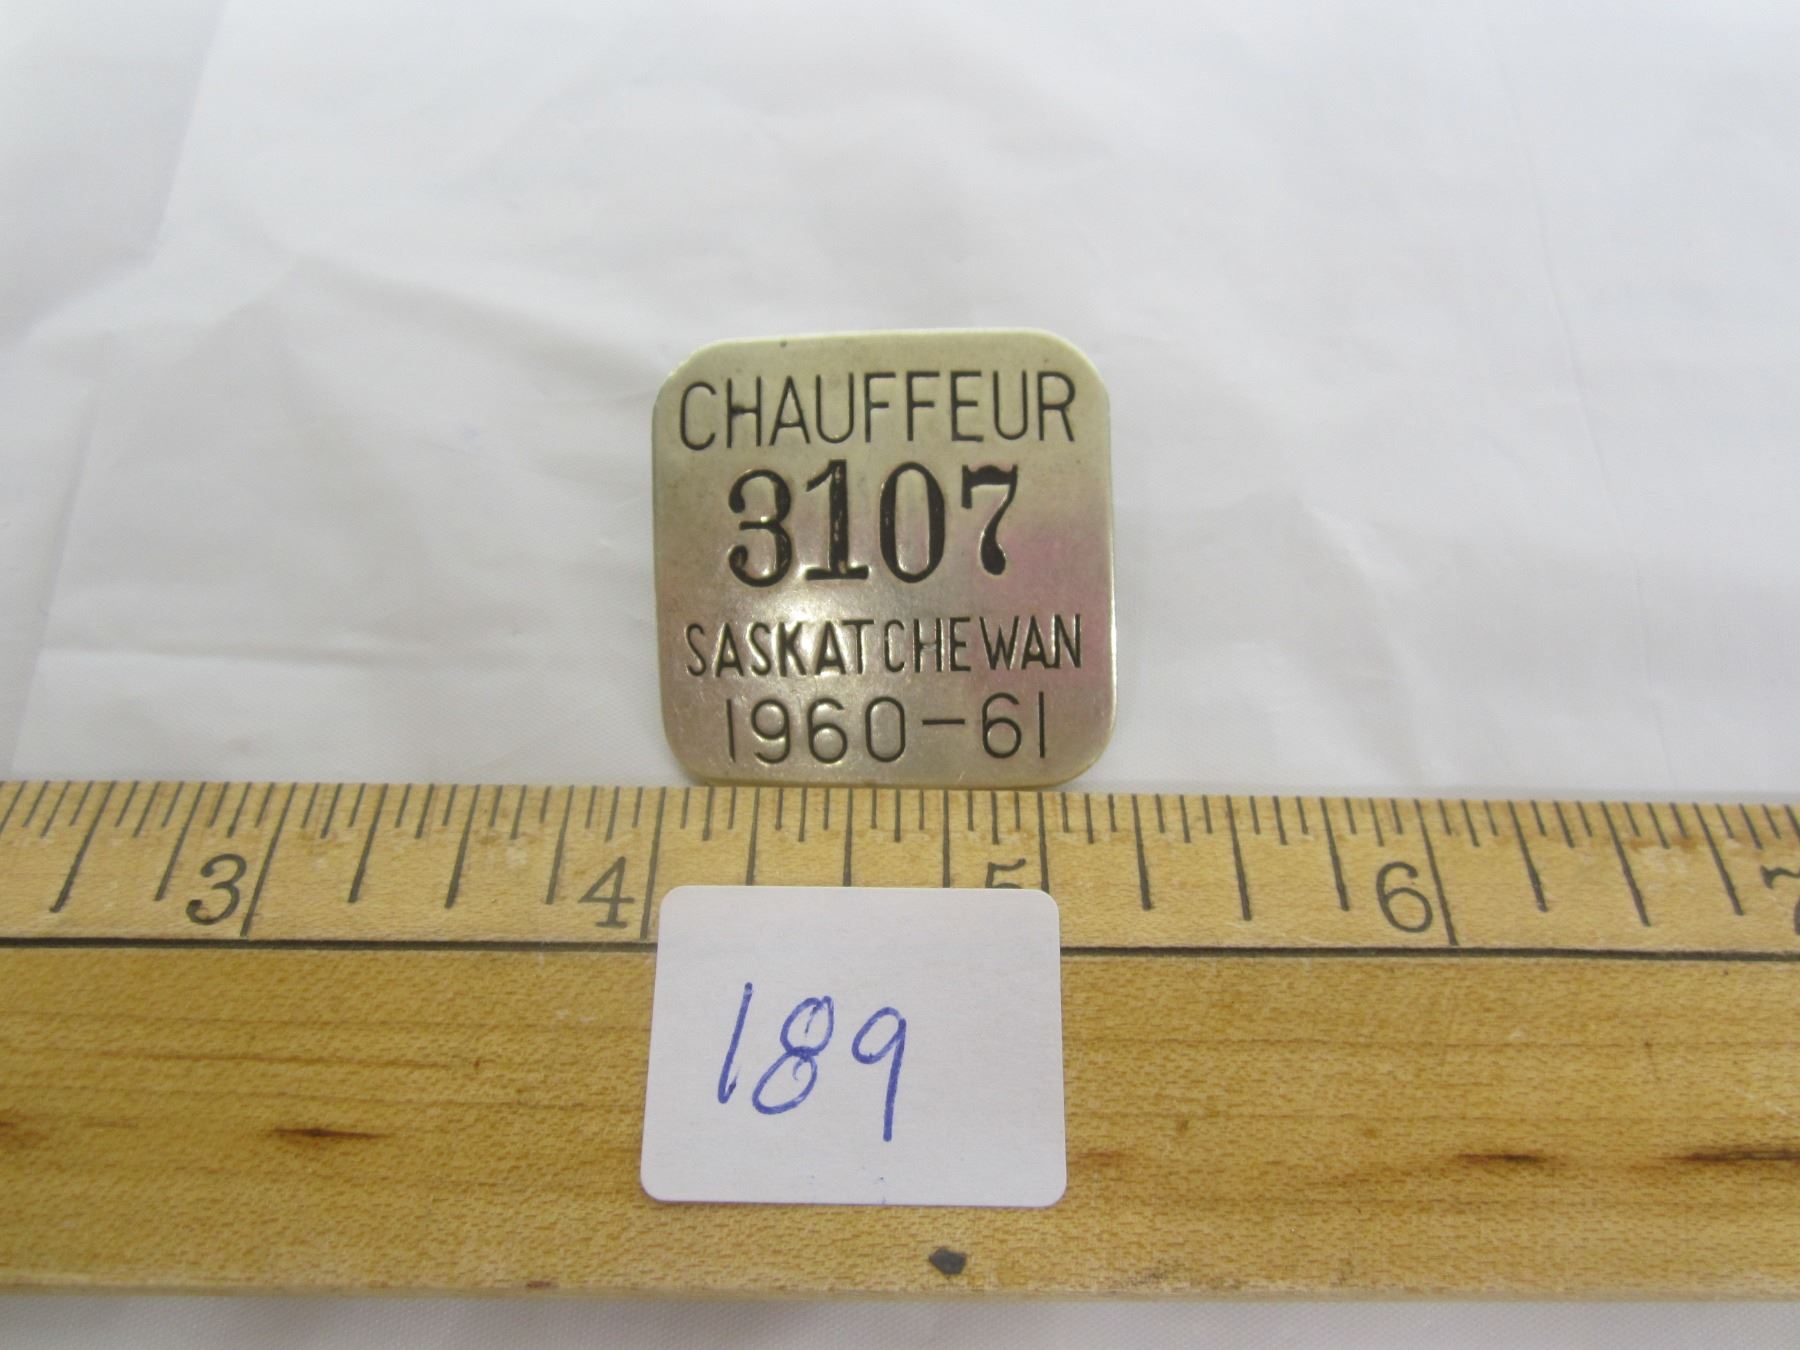 CHAUFFEUR
3107
SASKATCHEWAN
1960-61
3 4 5 6 7
189